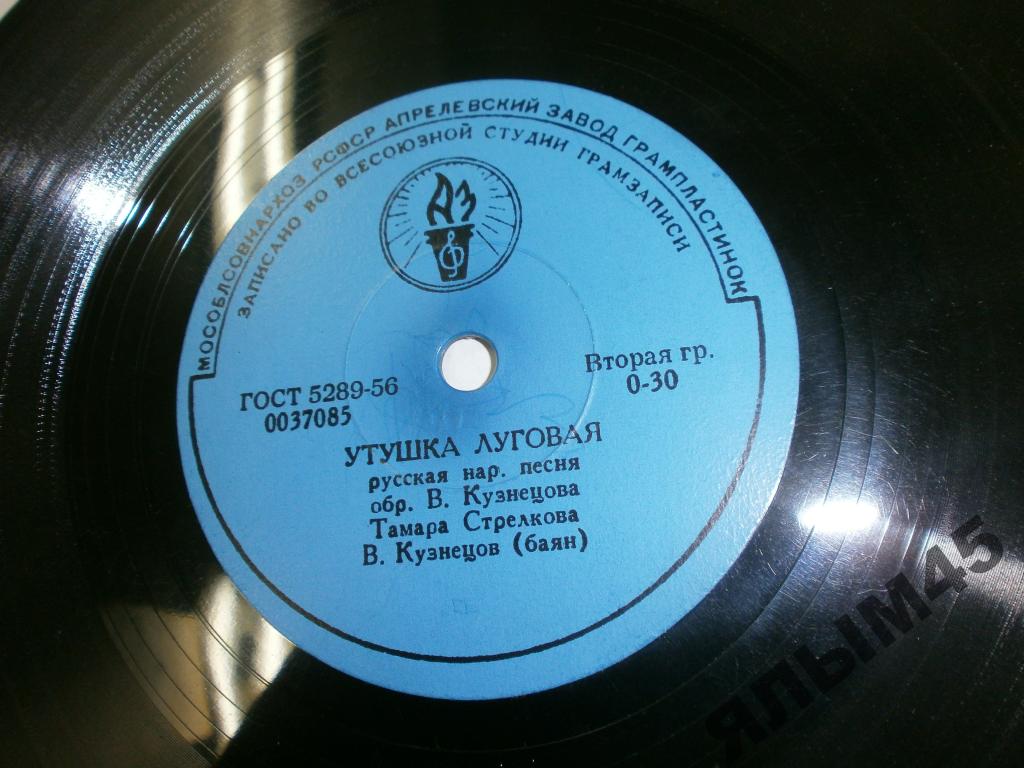 МОСОБЛСОВНАРХОЗ РСФСР АПРЕЛЕВСКИЙ ЗАВОД ГРАМПЛАСТИНОК
ЗАПИСАНО ВО ВСЕСОЮЗНОЙ СТУДИИ ГРАМЗАПИСИ
АЗ
ГОСТ 5289-56
0037085
Вторая гр.
0-30
УТУШКА ЛУГОВАЯ
русская нар. песня
обр. В. Кузнецова
Тамара Стрелкова
В. Кузнецов (баян)
ЯЛЫМ45